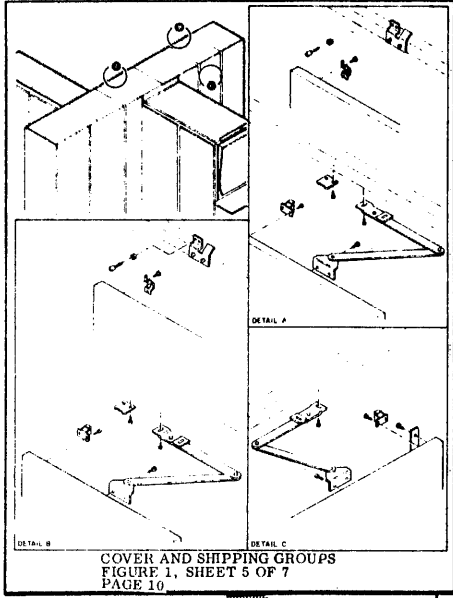 DETAIL A
DETAIL B
DETAIL C
COVER AND SHIPPING GROUPS
FIGURE 1, SHEET 5 OF 7
PAGE 10